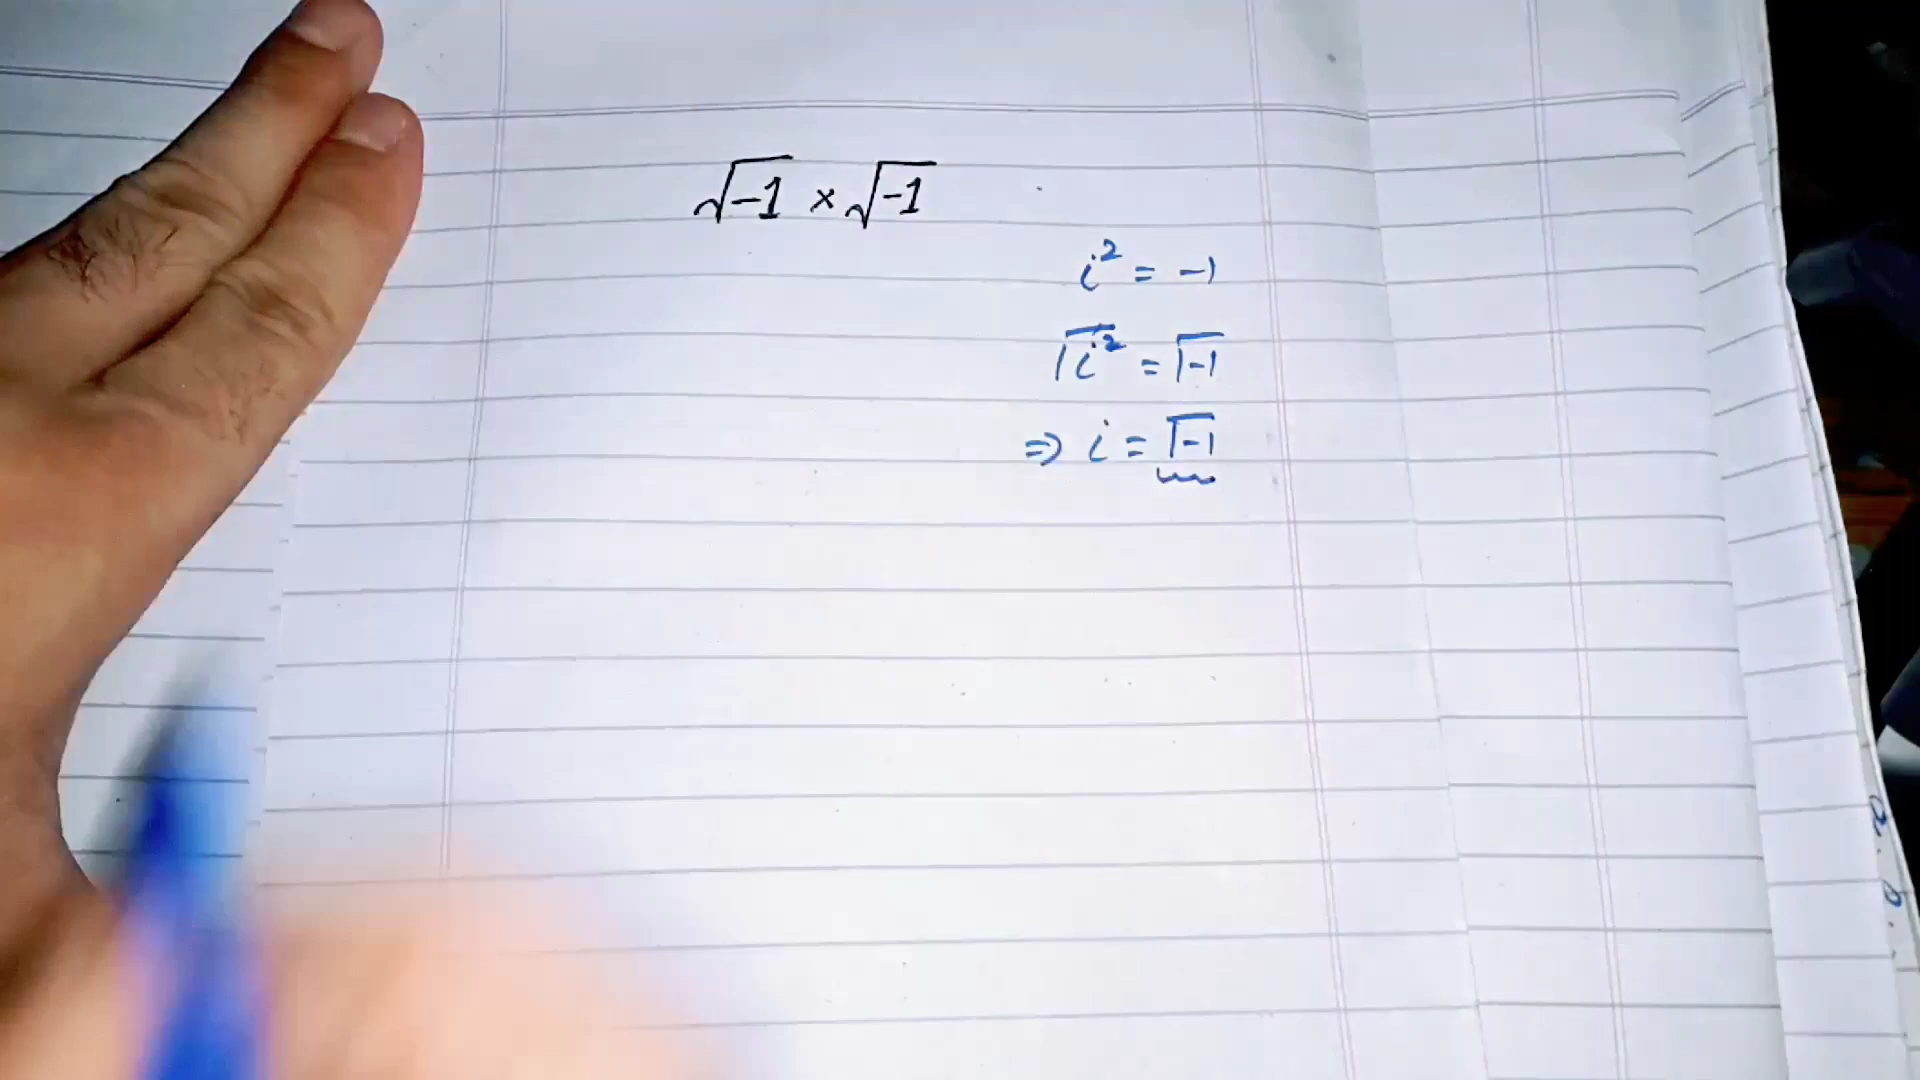 √-1 × √-1
i² = -1
√i² = √-1
⇒ i = √-1